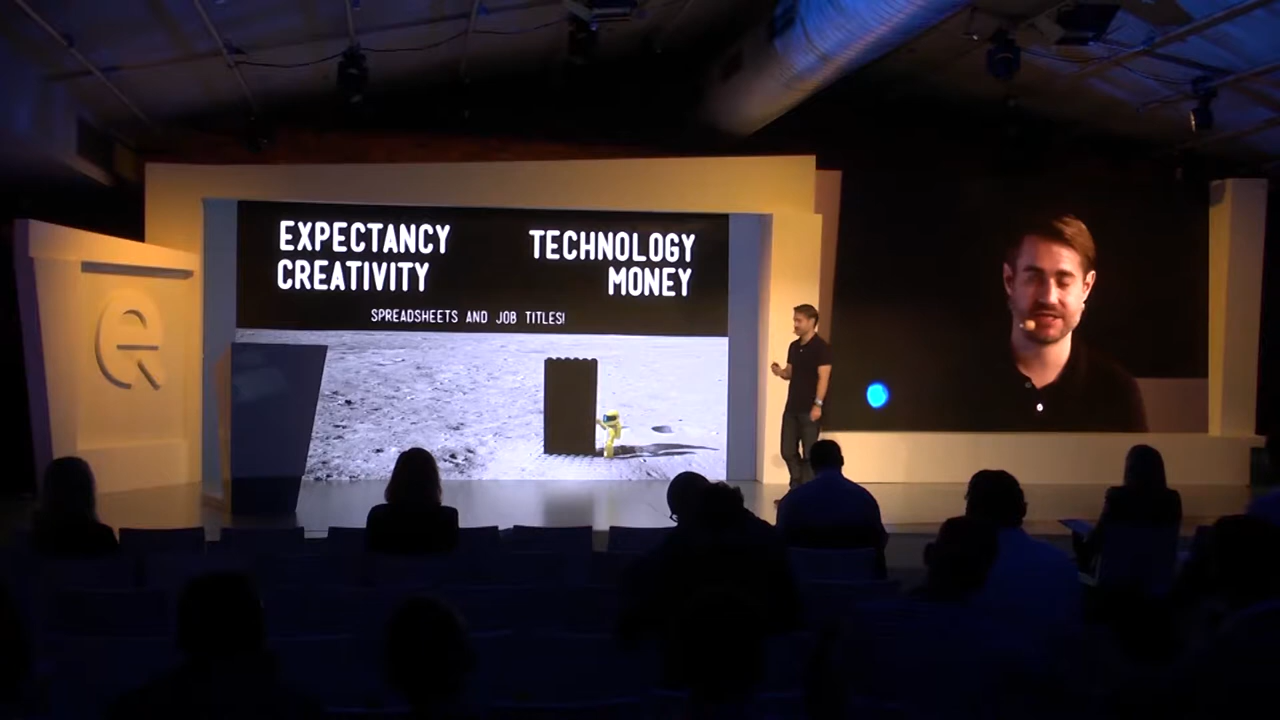 EXPECTANCY
CREATIVITY
TECHNOLOGY
MONEY
SPREADSHEETS AND JOB TITLES!
e